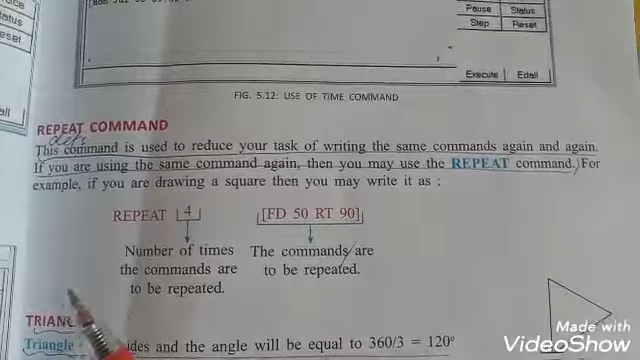 Pause Status
Step Reset
Execute Edall
FIG. 5.12: USE OF TIME COMMAND
REPEAT COMMAND
This command is used to reduce your task of writing the same commands again and again.
If you are using the same command again, then you may use the REPEAT command. For
example, if you are drawing a square then you may write it as :
REPEAT 4 [FD 50 RT 90]
Number of times The commands are
the commands are to be repeated.
to be repeated.
Triangle and the angle will be equal to 360/3 = 120°
Made with
VideoShow